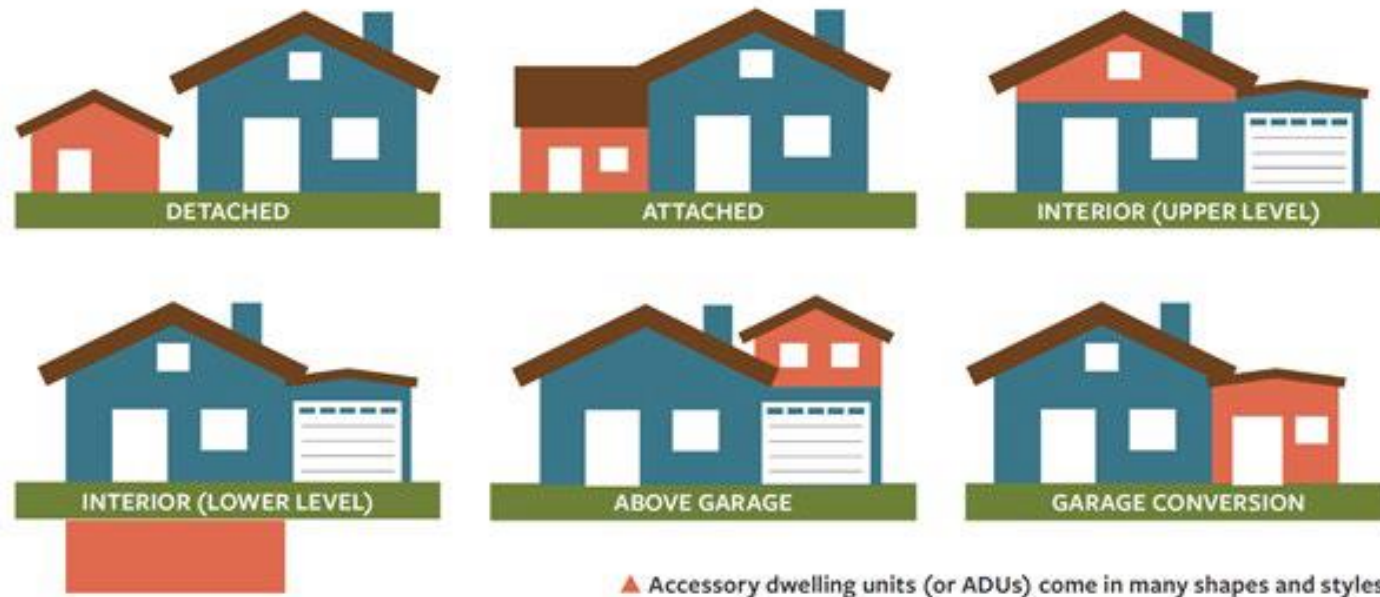 DETACHED
ATTACHED
INTERIOR (UPPER LEVEL)
INTERIOR (LOWER LEVEL)
ABOVE GARAGE
GARAGE CONVERSION
▲ Accessory dwelling units (or ADUs) come in many shapes and styles